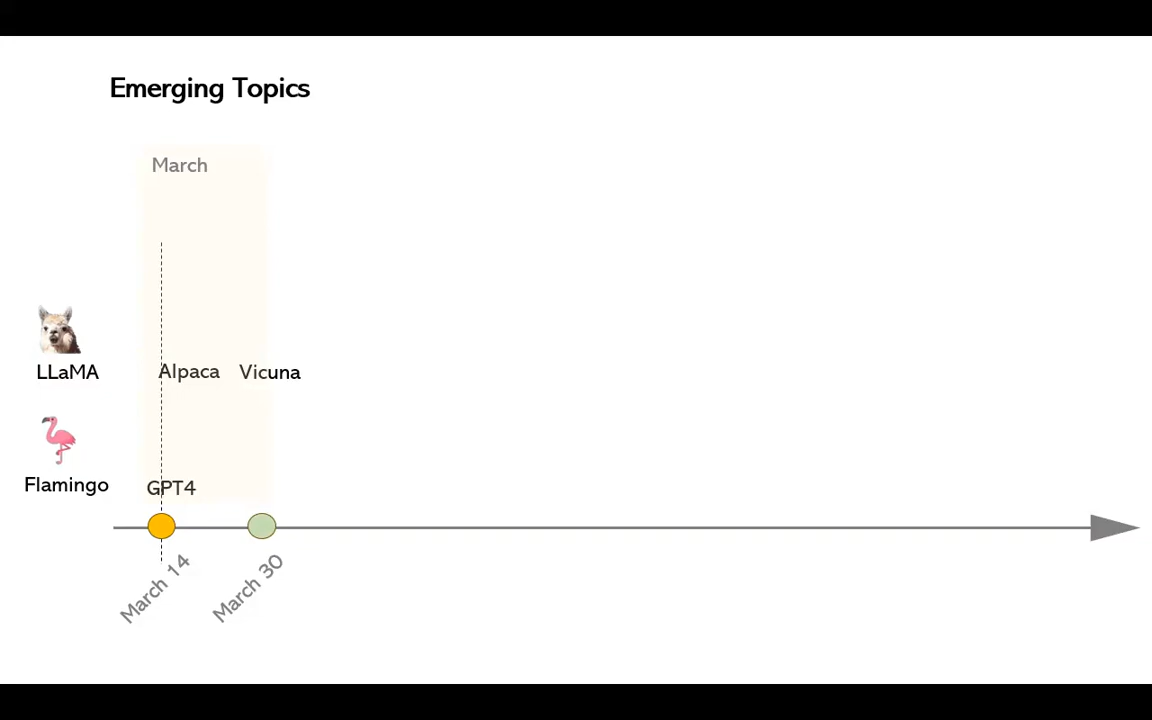 Emerging Topics
March
LLaMA
Alpaca
Vicuna
Flamingo
GPT4
March 14
March 30